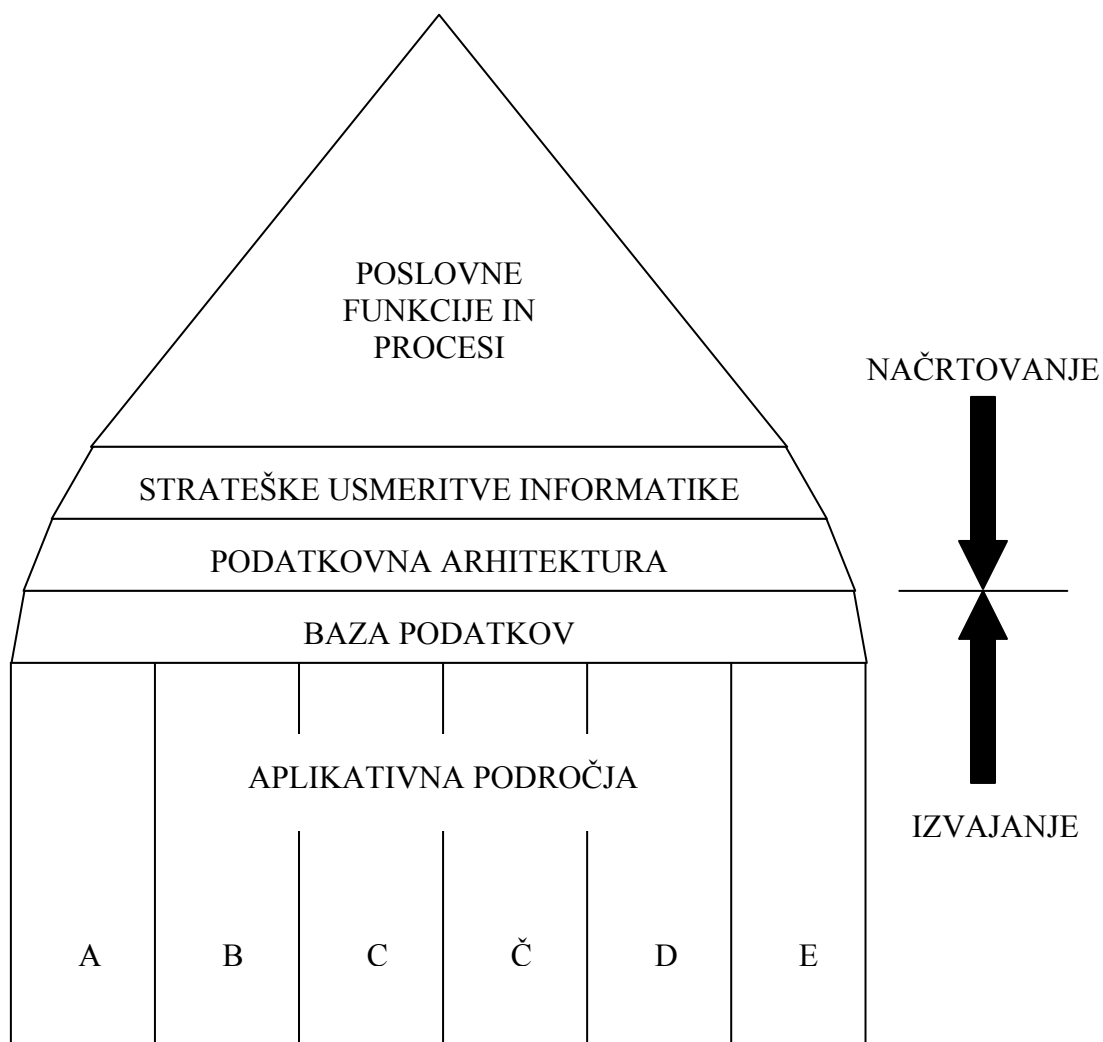 POSLOVNE
FUNKCIJE IN
PROCESI
NAČRTOVANJE
STRATEŠKE USMERITVE INFORMATIKE
PODATKOVNA ARHITEKTURA
BAZA PODATKOV
APLIKATIVNA PODROČJA
IZVAJANJE
A B C Č D E